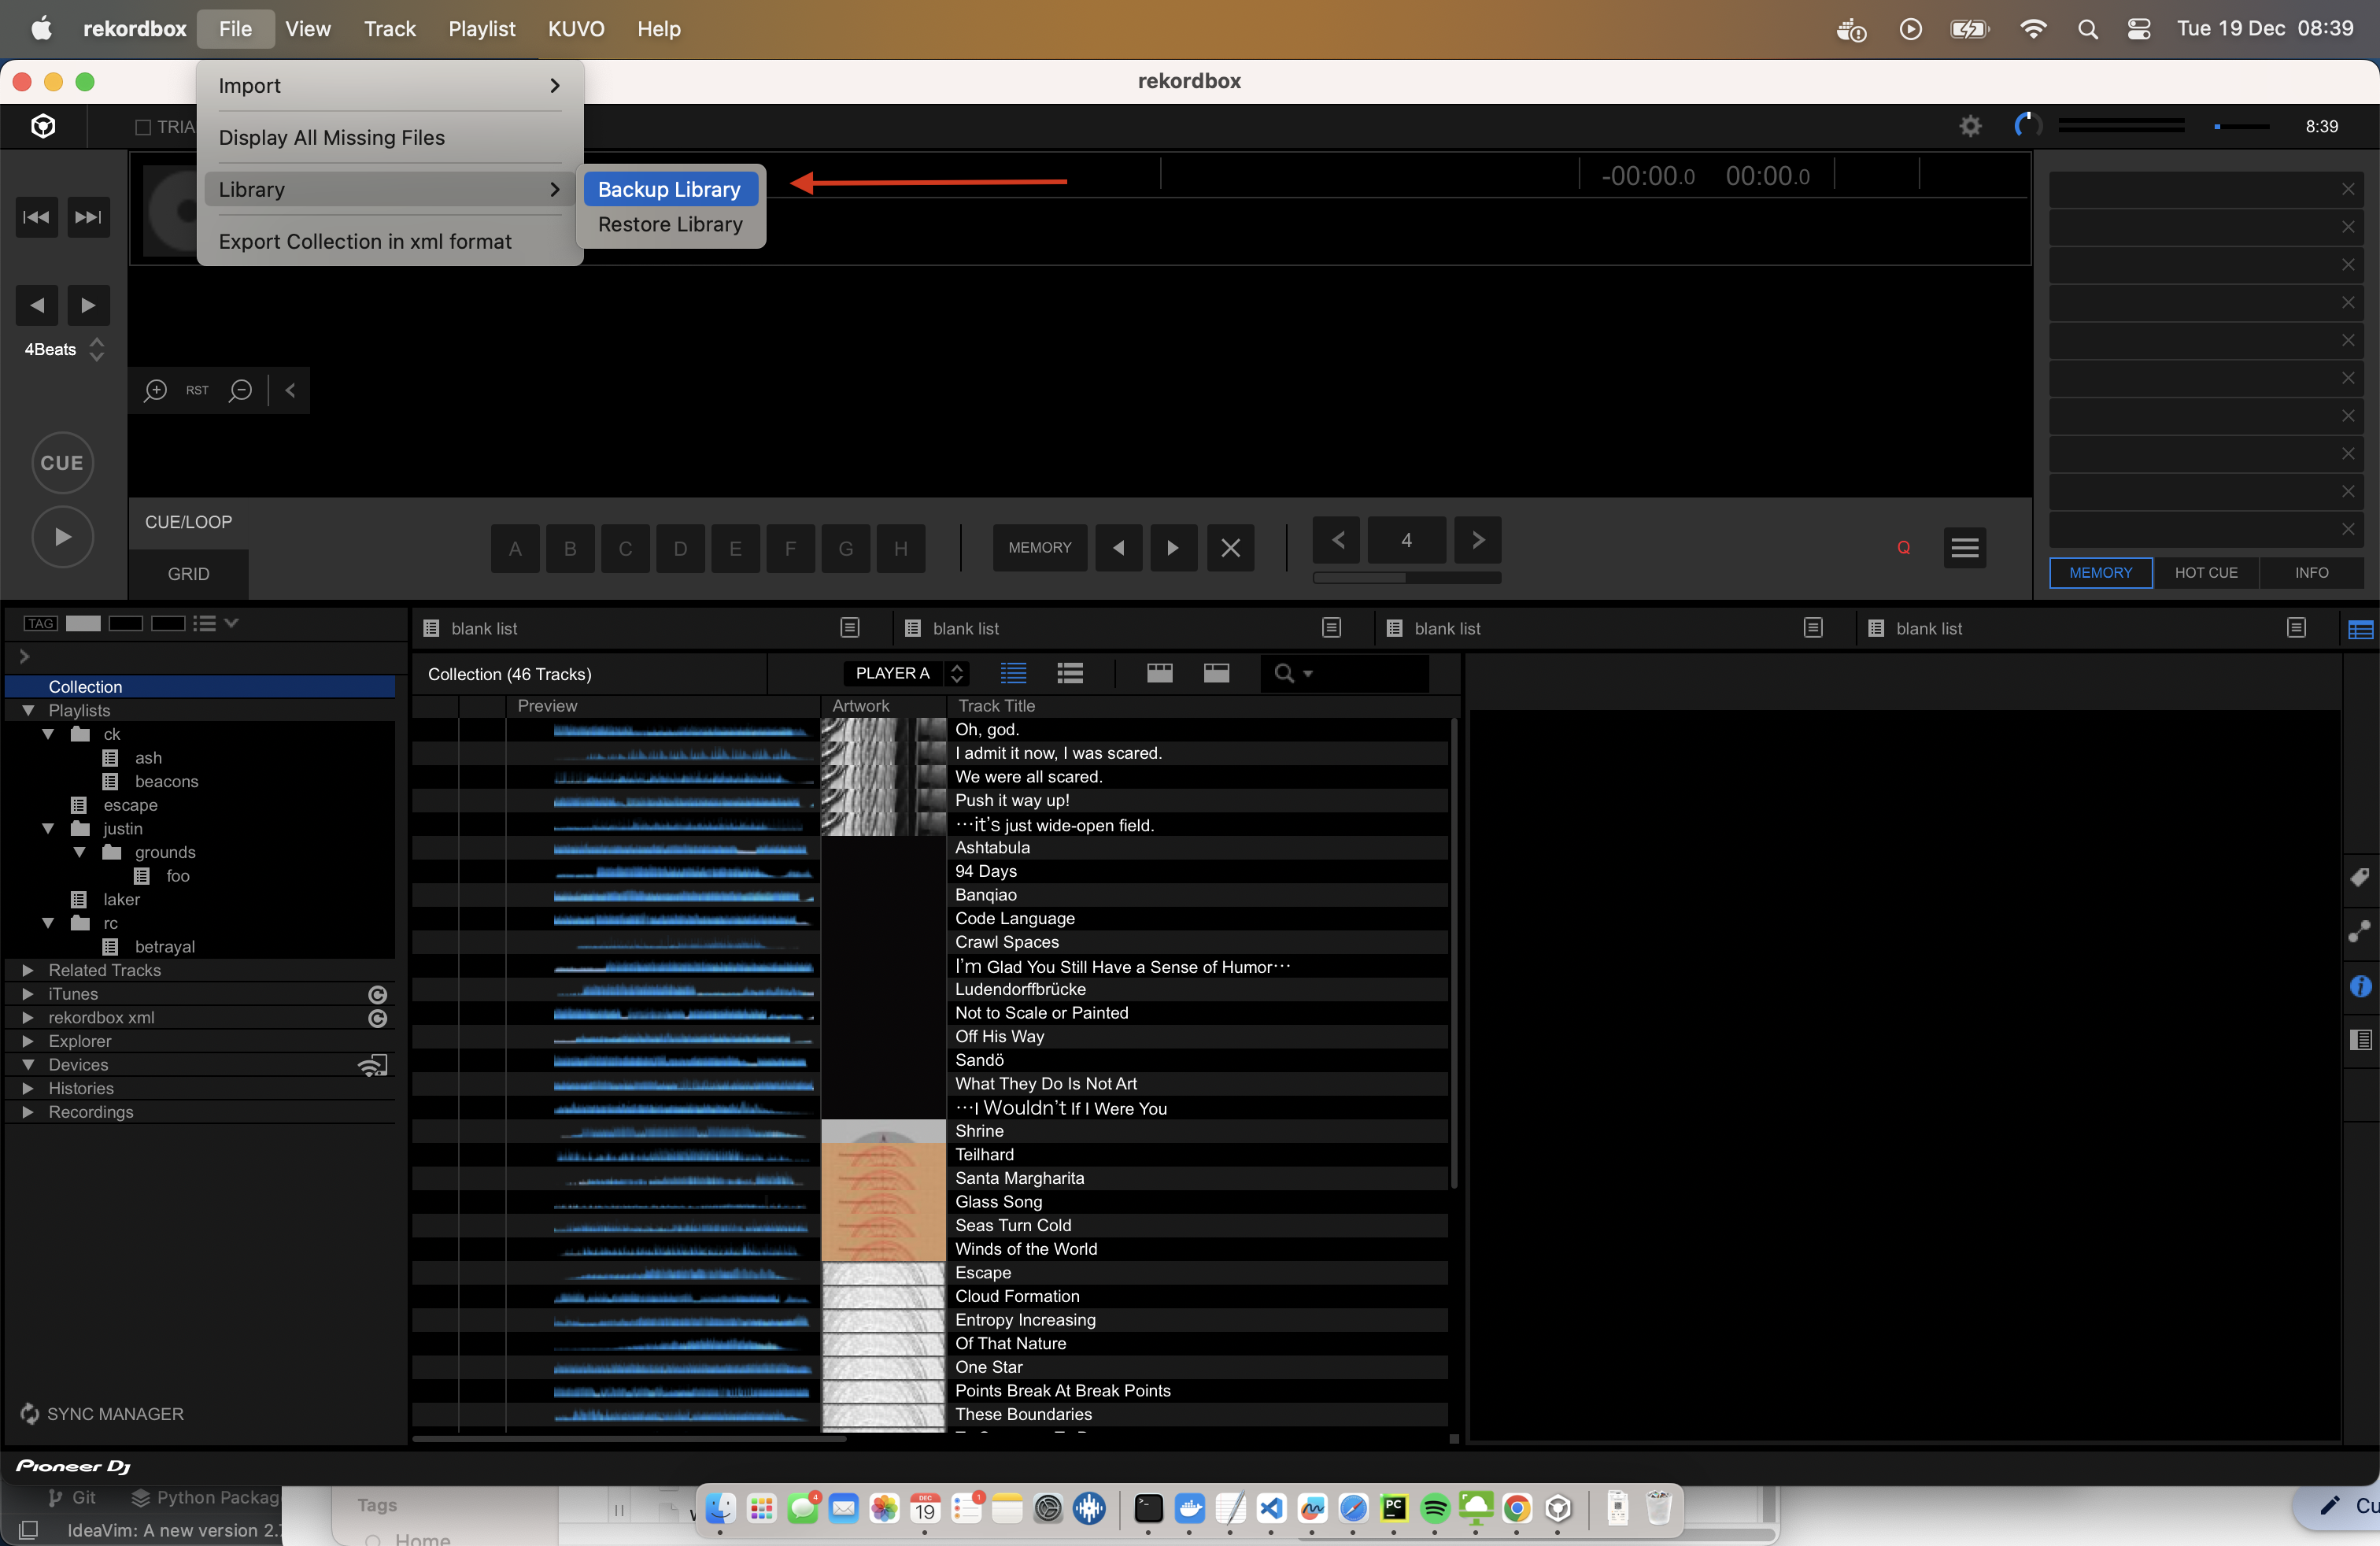 rekordbox File View Track Playlist KUVO Help Tue 19 Dec 08:39
rekordbox
Import
Display All Missing Files
Library
Export Collection in xml format
Backup Library
Restore Library
8:39
-00:00.0 00:00.0
4Beats
RST
CUE
CUE/LOOP
GRID
A B C D E F G H
MEMORY
4
Q
MEMORY HOT CUE INFO
TAG
Collection
Playlists
ck
ash
beacons
escape
justin
grounds
foo
laker
rc
betrayal
Related Tracks
iTunes
rekordbox xml
Explorer
Devices
Histories
Recordings
SYNC MANAGER
blank list blank list blank list blank list
Collection (46 Tracks) PLAYER A
Preview Artwork Track Title
Oh, god.
I admit it now, I was scared.
We were all scared.
Push it way up!
…it's just wide-open field.
Ashtabula
94 Days
Banqiao
Code Language
Crawl Spaces
I'm Glad You Still Have a Sense of Humor…
Ludendorffbrücke
Not to Scale or Painted
Off His Way
Sandö
What They Do Is Not Art
…I Wouldn't If I Were You
Shrine
Teilhard
Santa Margharita
Glass Song
Seas Turn Cold
Winds of the World
Escape
Cloud Formation
Entropy Increasing
Of That Nature
One Star
Points Break At Break Points
These Boundaries
Pioneer Dj
Git Python Packag
IdeaVim: A new version 2.
Tags
Home
4
DEC
19
1
PC
Cu